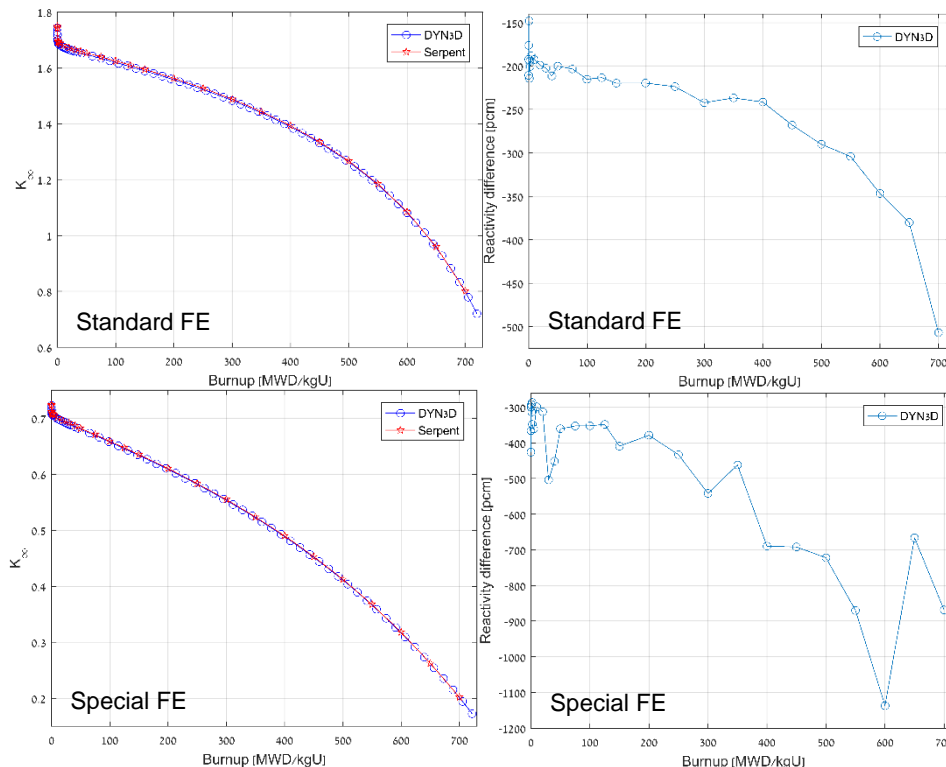 1.8
1.6
1.4
1.2
1
0.8
0.6
K∞
DYN3D
Serpent
Standard FE
0 100 200 300 400 500 600 700
Burnup [MWD/kgU]
-150
-200
-250
-300
-350
-400
-450
-500
Reactivity difference [pcm]
DYN3D
Standard FE
0 100 200 300 400 500 600 700
Burnup [MWD/kgU]
0.7
0.6
0.5
0.4
0.3
0.2
K∞
DYN3D
Serpent
Special FE
0 100 200 300 400 500 600 700
Burnup [MWD/kgU]
-300
-400
-500
-600
-700
-800
-900
-1000
-1100
-1200
Reactivity difference [pcm]
DYN3D
Special FE
0 100 200 300 400 500 600 700
Burnup [MWD/kgU]